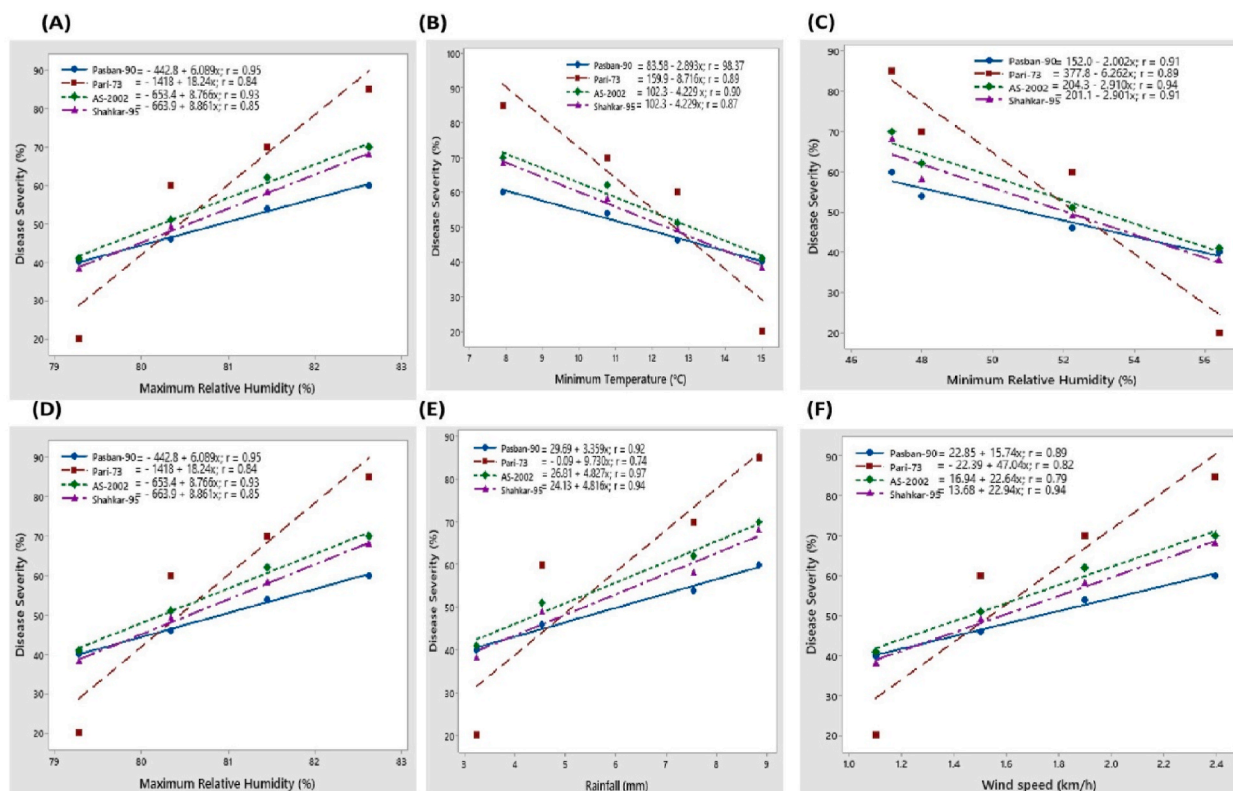 (A)
Pasban-90 = - 442.8 + 6.089x; r = 0.95
Pari-73 = - 1418 + 18.24x; r = 0.84
AS-2002 = - 653.4 + 8.766x; r = 0.93
Shahkar-95 = - 663.9 + 8.861x; r = 0.85
Disease Severity (%)
90
80
70
60
50
40
30
20
79 80 81 82 83
Maximum Relative Humidity (%)
(B)
Pasban-90 = 83.58 - 2.893x; r = 98.37
Pari-73 = 159.9 - 8.716x; r = 0.89
AS-2002 = 102.3 - 4.229 x; r = 0.90
Shahkar-95 = 102.3 - 4.229x; r = 0.87
Disease Severity (%)
100
90
80
70
60
50
40
30
20
7 8 9 10 11 12 13 14 15
Minimum Temperature (°C)
(C)
Pasban-90 = 152.0 - 2.002x; r = 0.91
Pari-73 = 377.8 - 6.262x; r = 0.89
AS-2002 = 204.3 - 2.910x; r = 0.94
Shahkar-95 = 201.1 - 2.901x; r = 0.91
Disease Severity (%)
90
80
70
60
50
40
30
20
46 48 50 52 54 56
Minimum Relative Humidity (%)
(D)
Pasban-90 = - 442.8 + 6.089x; r = 0.95
Pari-73 = - 1418 + 18.24x; r = 0.84
AS-2002 = - 653.4 + 8.766x; r = 0.93
Shahkar-95 = - 663.9 + 8.861x; r = 0.85
Disease Severity (%)
90
80
70
60
50
40
30
20
79 80 81 82 83
Maximum Relative Humidity (%)
(E)
Pasban-90 = 29.69 + 3.359x; r = 0.92
Pari-73 = - 0.09 + 9.730x; r = 0.74
AS-2002 = 26.81 + 4.827x; r = 0.97
Shahkar-95 = 24.13 + 4.816x; r = 0.94
Disease Severity (%)
90
80
70
60
50
40
30
20
3 4 5 6 7 8 9
Rainfall (mm)
(F)
Pasban-90 = 22.85 + 15.74x; r = 0.89
Pari-73 = - 22.39 + 47.04x; r = 0.82
AS-2002 = 16.94 + 22.64x; r = 0.79
Shahkar-95 = 13.68 + 22.94x; r = 0.94
Disease Severity (%)
90
80
70
60
50
40
30
20
1.0 1.2 1.4 1.6 1.8 2.0 2.2 2.4
Wind speed (km/h)